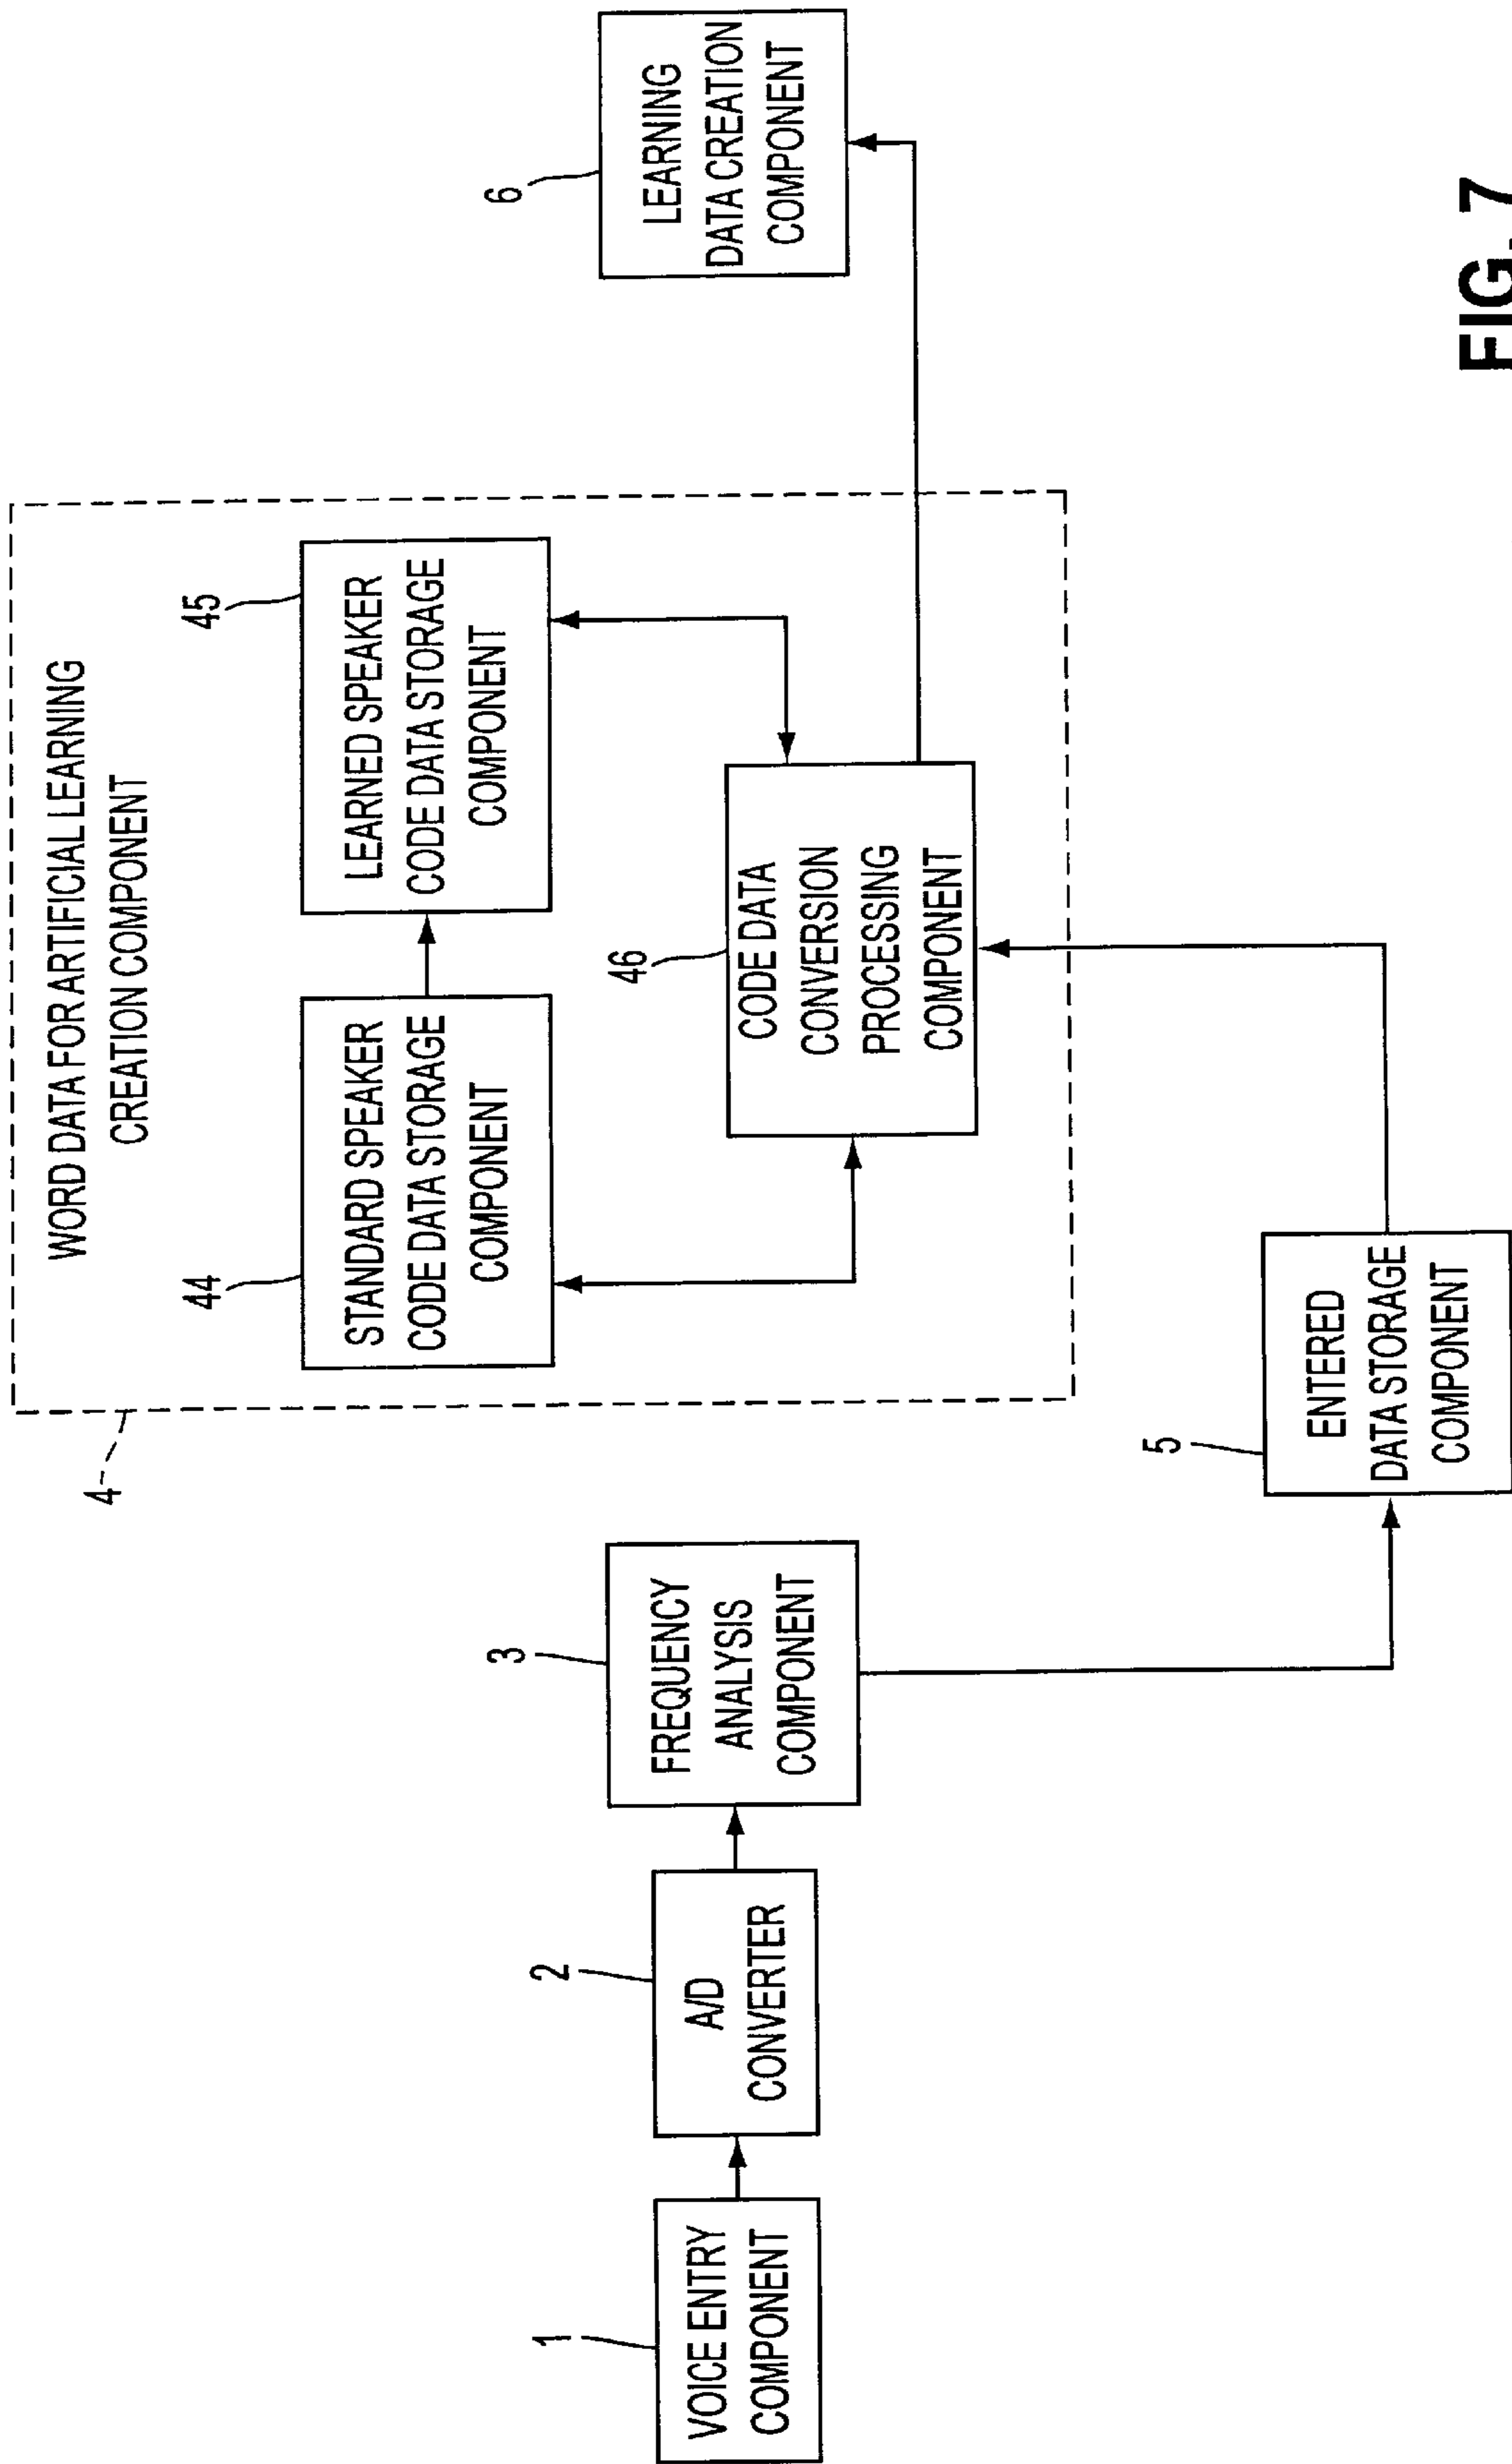 WORD DATA FOR ARTIFICIAL LEARNING
CREATION COMPONENT
4
44
STANDARD SPEAKER
CODE DATA STORAGE
COMPONENT
45
LEARNED SPEAKER
CODE DATA STORAGE
COMPONENT
46
CODE DATA
CONVERSION
PROCESSING
COMPONENT
1
VOICE ENTRY
COMPONENT
2
A/D
CONVERTER
3
FREQUENCY
ANALYSIS
COMPONENT
5
ENTERED
DATA STORAGE
COMPONENT
6
LEARNING
DATA CREATION
COMPONENT
FIG. 7